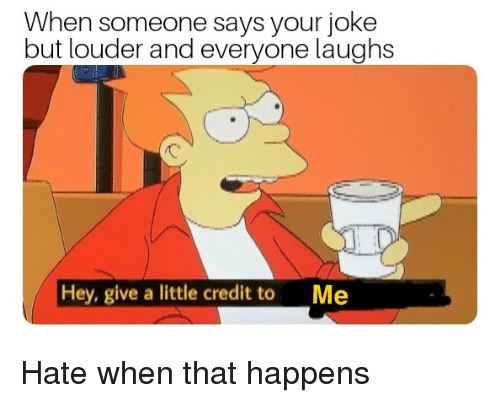 When someone says your joke
but louder and everyone laughs
Hey, give a little credit to Me
Hate when that happens